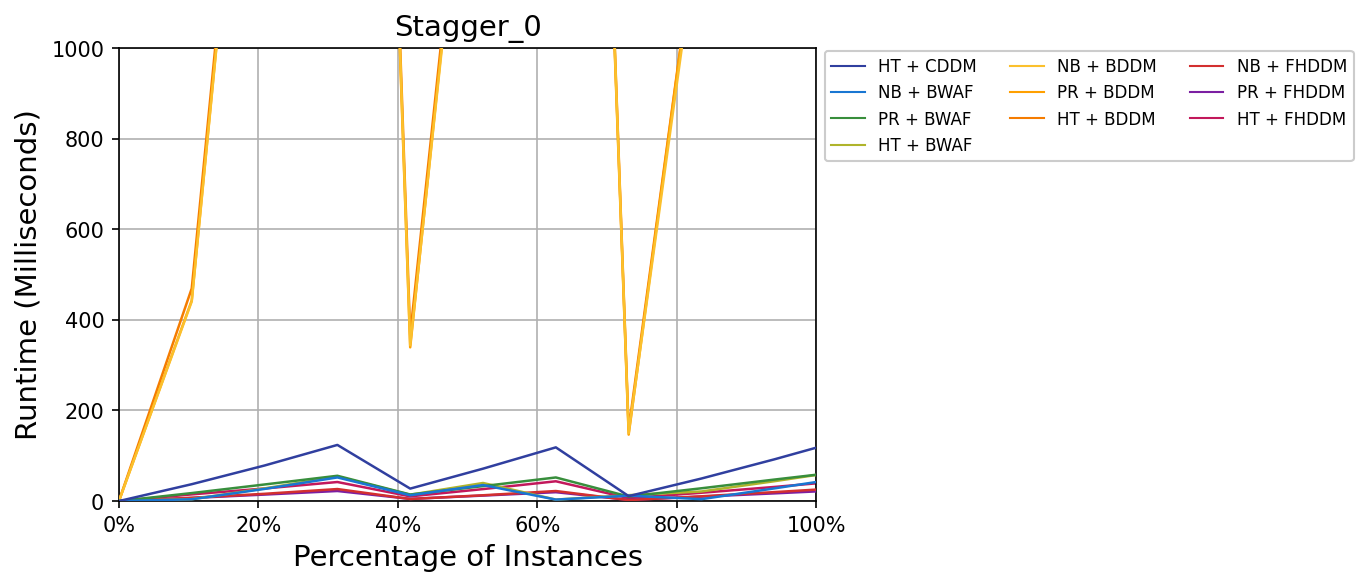 Stagger_0
Runtime (Milliseconds)
1000
800
600
400
200
0
0% 20% 40% 60% 80% 100%
Percentage of Instances
HT + CDDM
NB + BWAF
PR + BWAF
HT + BWAF
NB + BDDM
PR + BDDM
HT + BDDM
NB + FHDDM
PR + FHDDM
HT + FHDDM